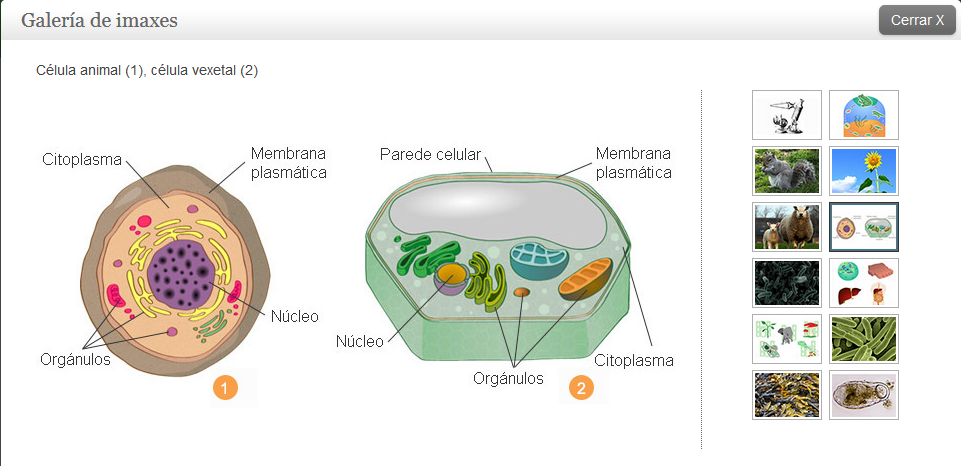 Galería de imaxes
Cerrar X
Célula animal (1), célula vexetal (2)
Citoplasma
Membrana
plasmática
Núcleo
Orgánulos
1
Parede celular
Membrana
plasmática
Núcleo
Orgánulos
Citoplasma
2